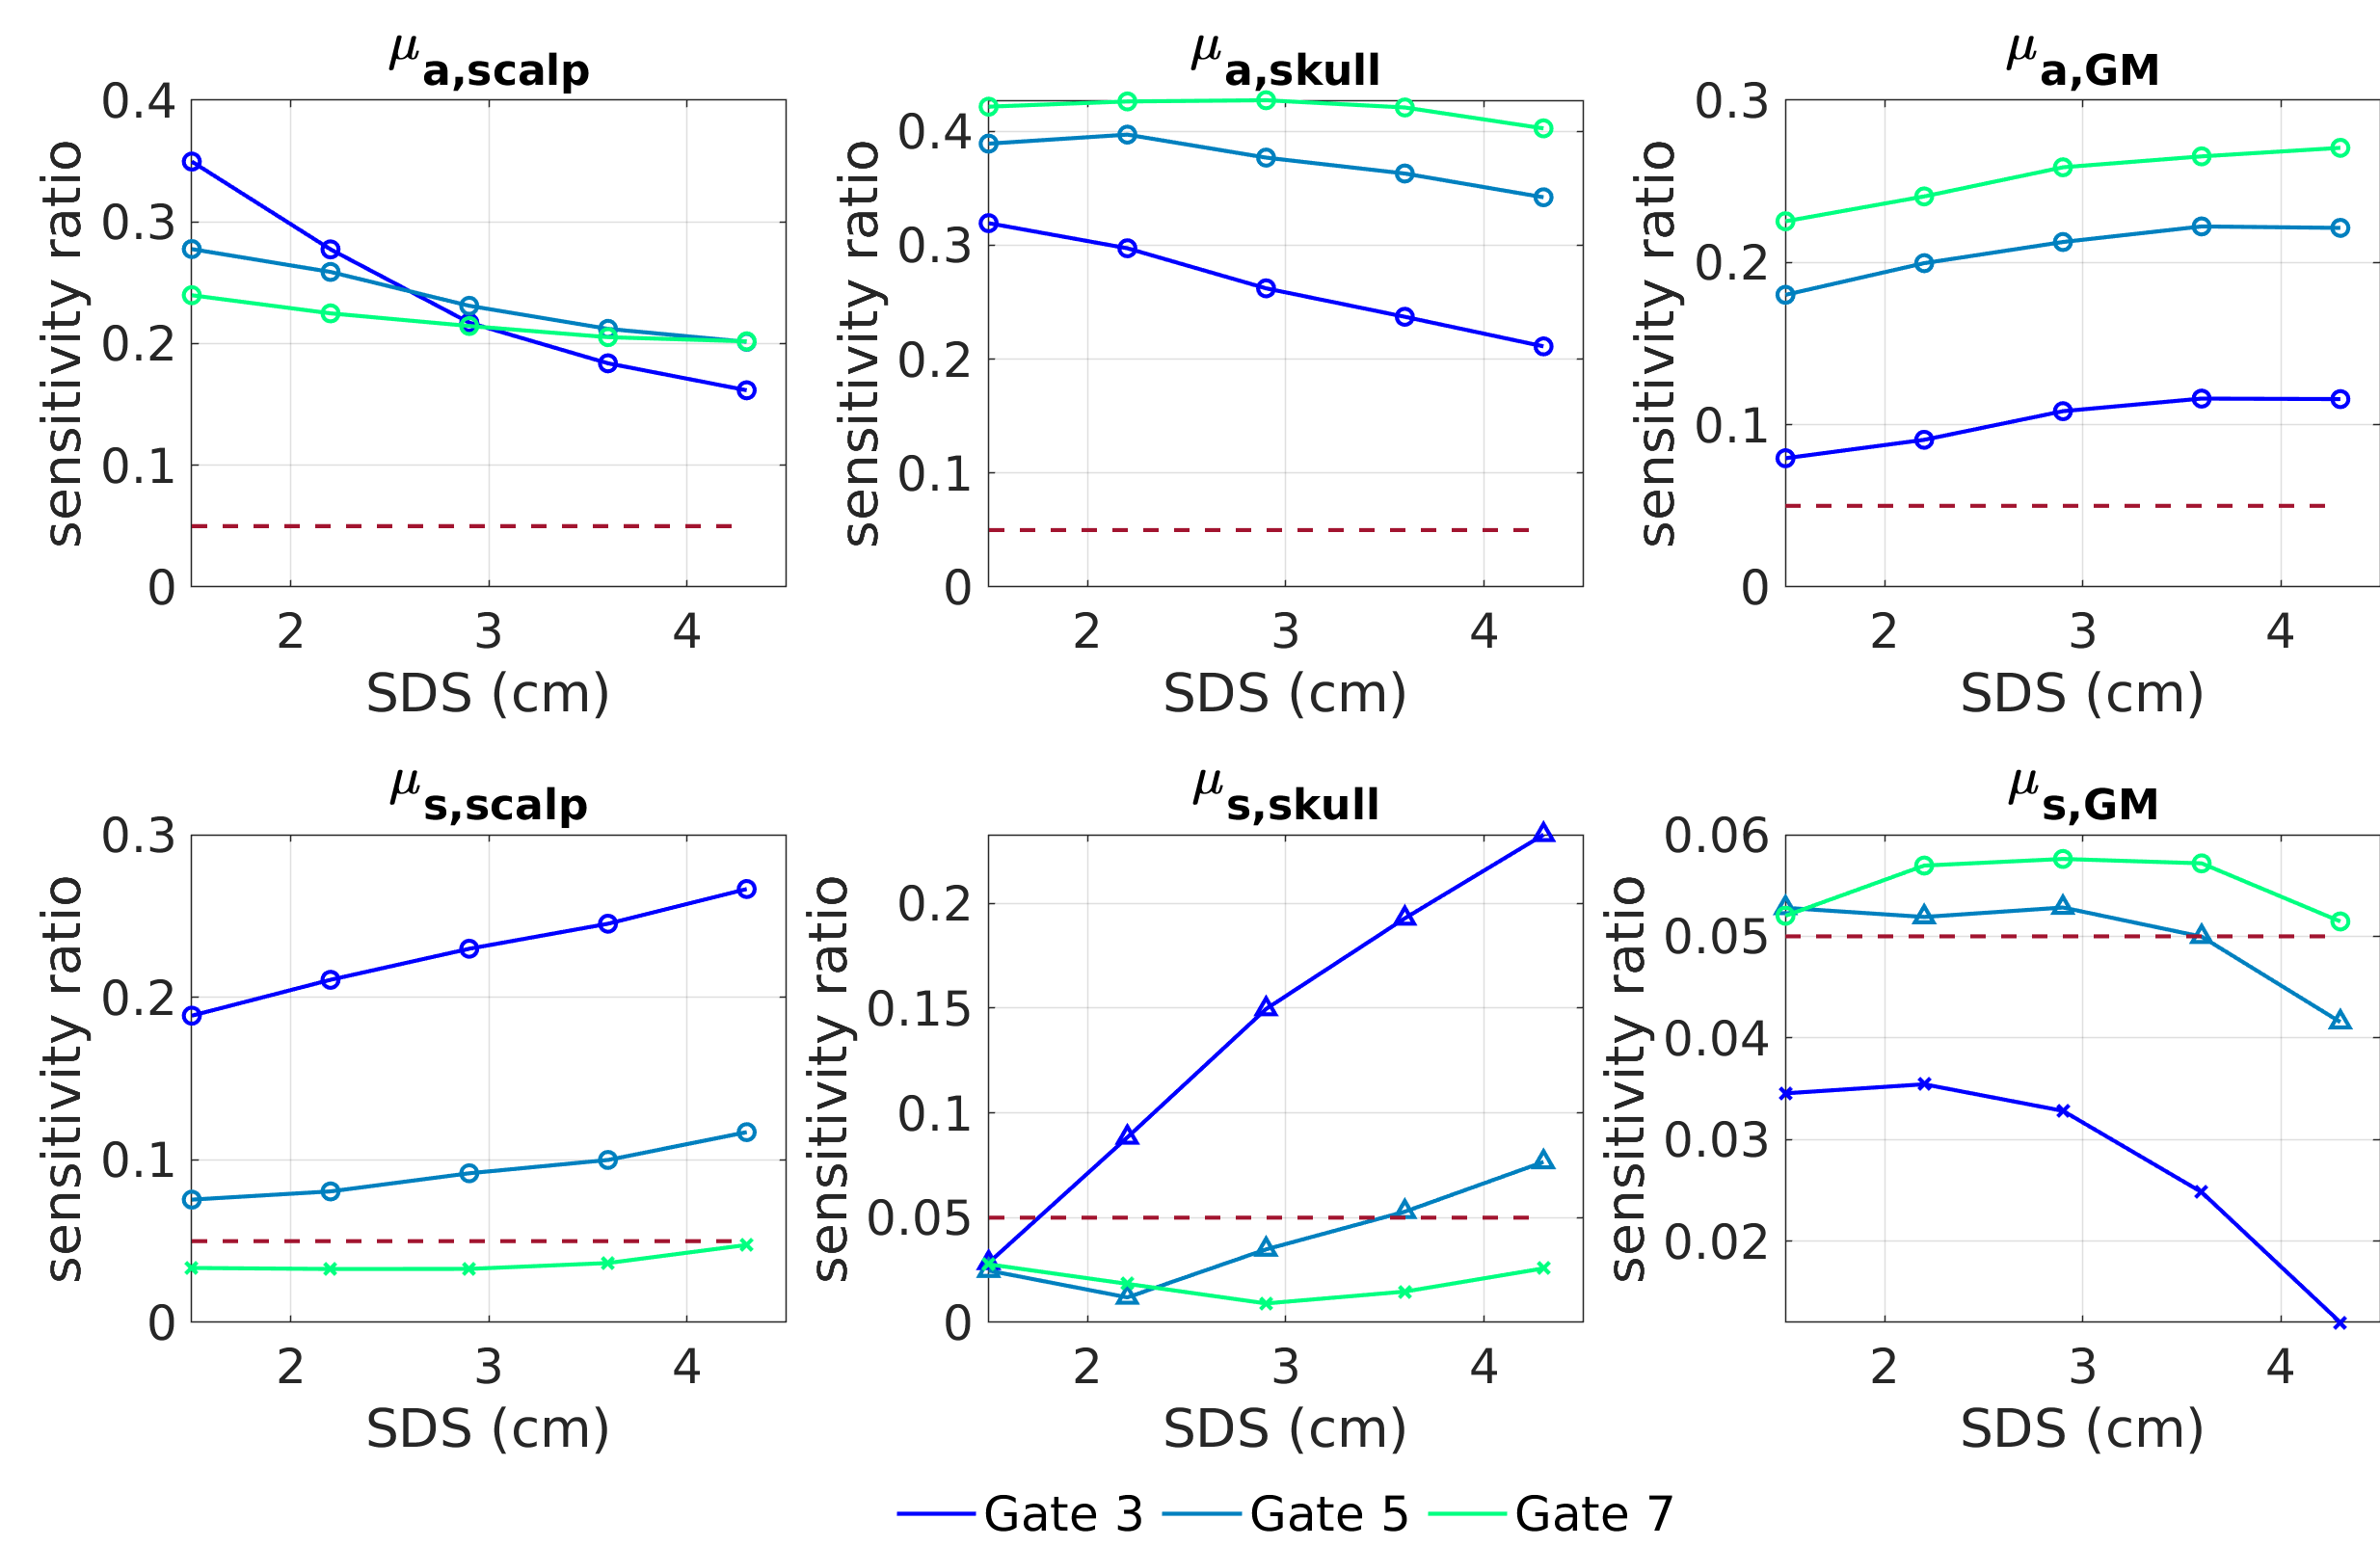 μa,scalp
μa,skull
μa,GM
0.4
0.3
0.2
0.1
0
sensitivity ratio
2 3 4
SDS (cm)
0.4
0.3
0.2
0.1
0
sensitivity ratio
2 3 4
SDS (cm)
0.3
0.2
0.1
0
sensitivity ratio
2 3 4
SDS (cm)
μs,scalp
μs,skull
μs,GM
0.3
0.2
0.1
0
sensitivity ratio
2 3 4
SDS (cm)
0.2
0.15
0.1
0.05
0
sensitivity ratio
2 3 4
SDS (cm)
0.06
0.05
0.04
0.03
0.02
sensitivity ratio
2 3 4
SDS (cm)
Gate 3 Gate 5 Gate 7